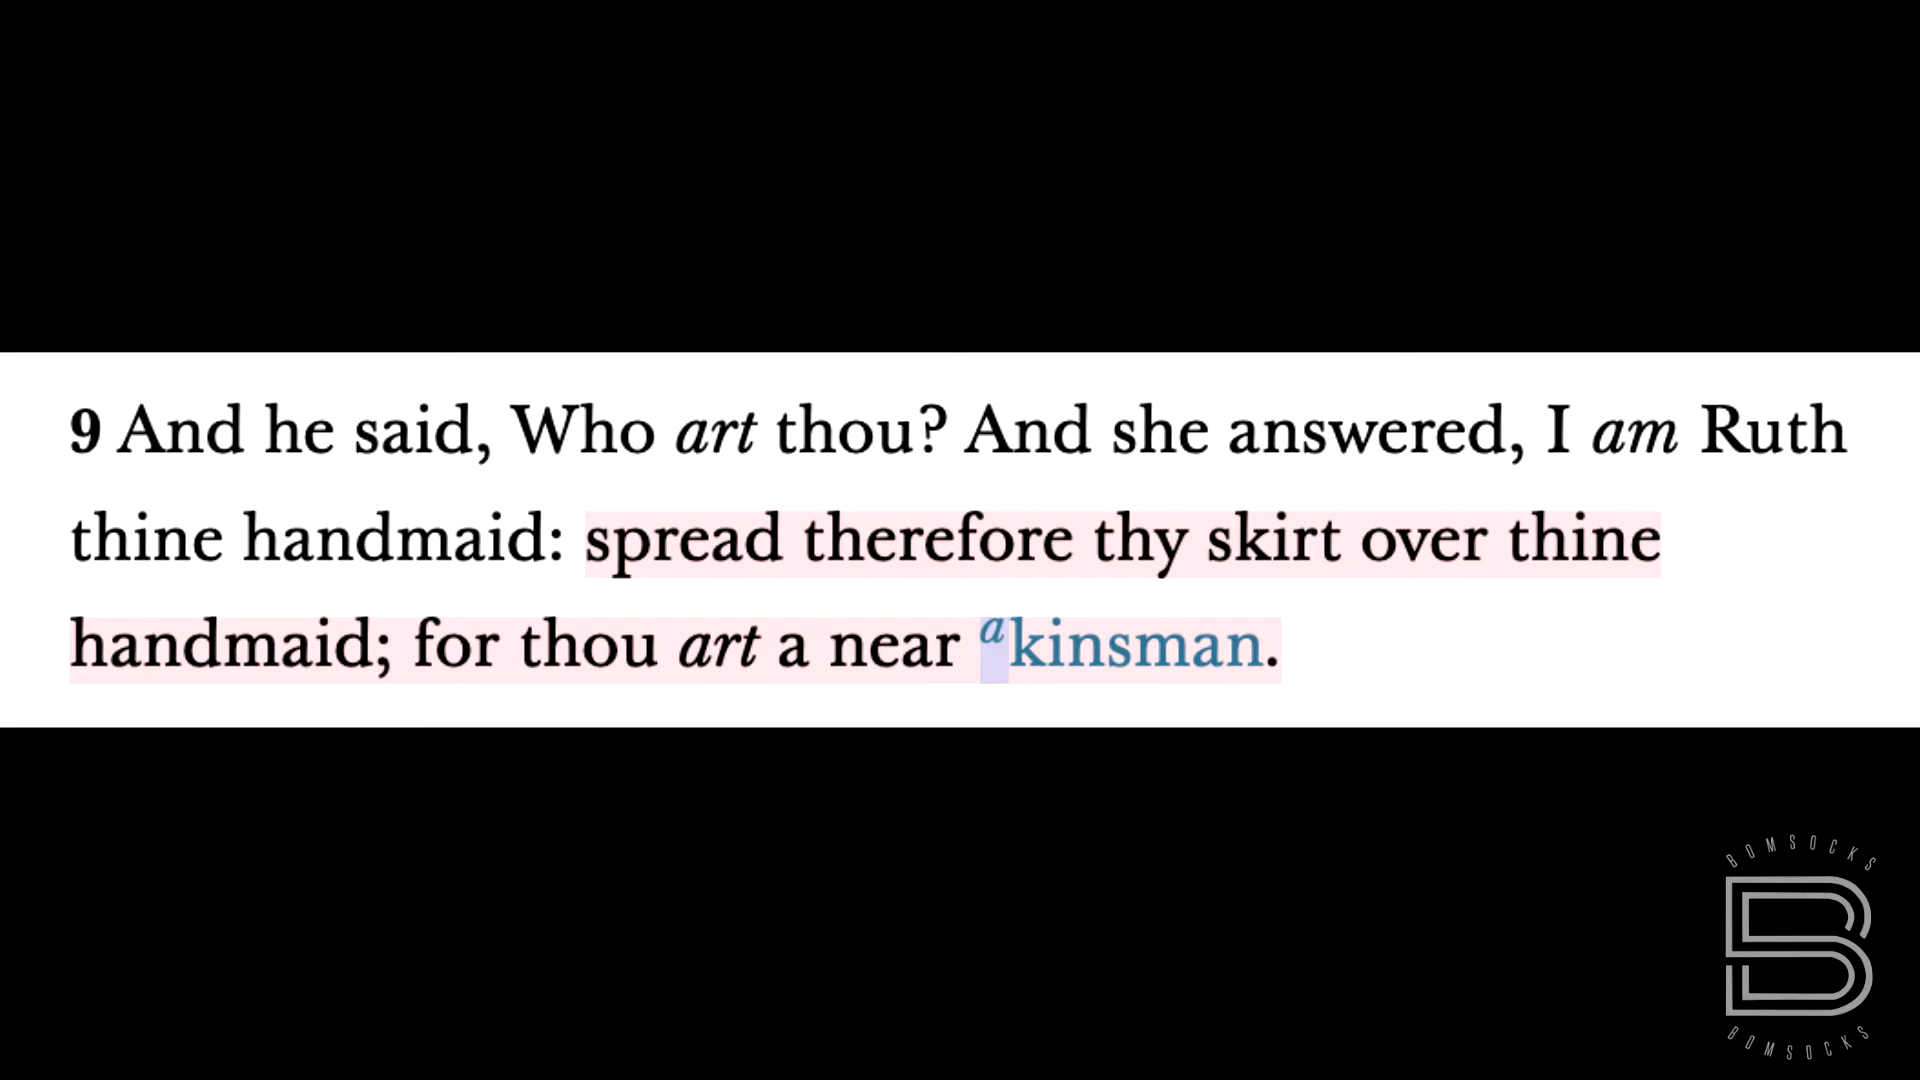 9 And he said, Who art thou? And she answered, I am Ruth
thine handmaid: spread therefore thy skirt over thine
handmaid; for thou art a near akinsman.
BOMSOCKS
B
BOMSOCKS